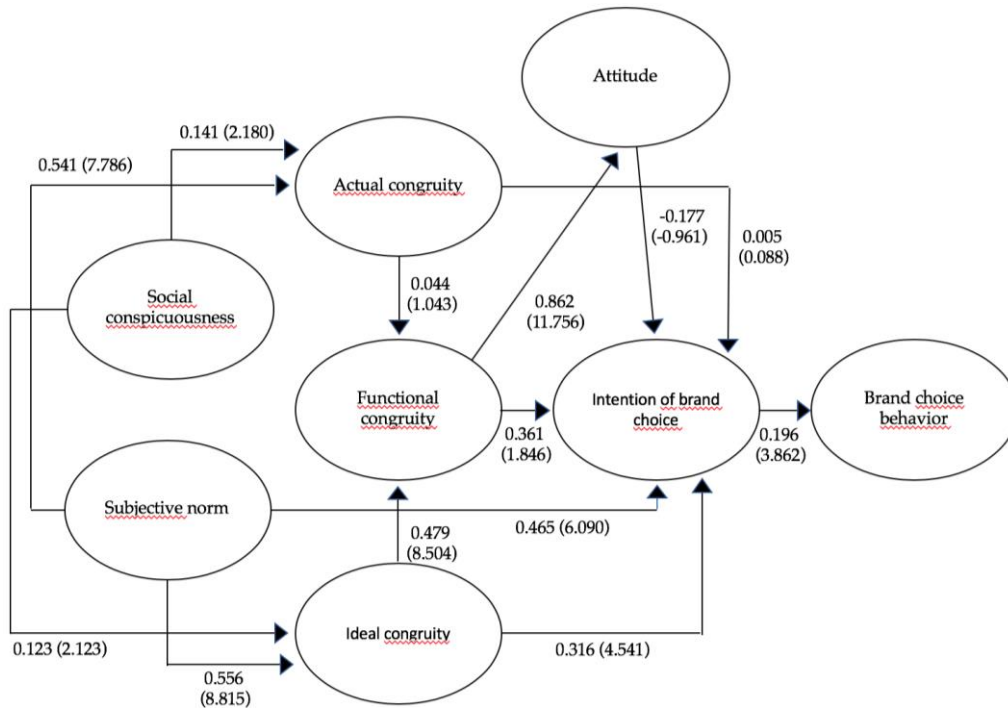 Attitude
0.141 (2.180)
0.541 (7.786)
Actual congruity
-0.177
(-0.961)
0.005
(0.088)
0.044
(1.043)
0.862
(11.756)
Social
conspicuousness
Functional
congruity
Intention of brand
choice
Brand choice
behavior
0.361
(1.846)
0.196
(3.862)
Subjective norm
0.479
(8.504)
0.465 (6.090)
Ideal congruity
0.123 (2.123)
0.316 (4.541)
0.556
(8.815)